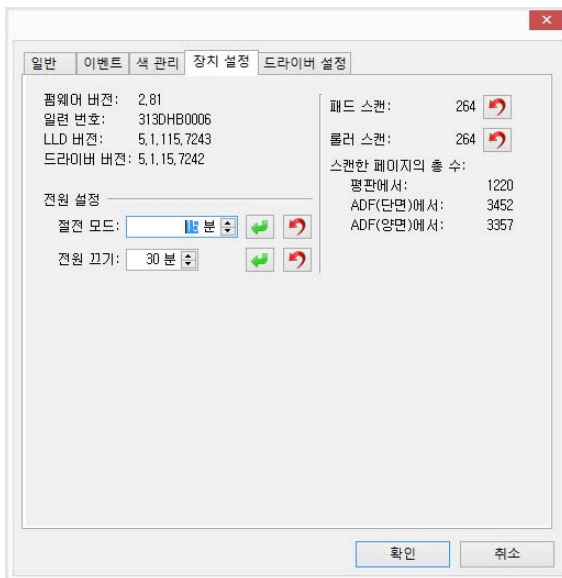 일반 이벤트 색 관리 장치 설정 드라이버 설정
펌웨어 버전: 2,81
일련 번호: 313DHB0006
LLD 버전: 5,1,115,7243
드라이버 버전: 5,1,15,7242
전원 설정
절전 모드: 분
전원 끄기: 30 분
패드 스캔: 264
롤러 스캔: 264
스캔한 페이지의 총 수:
평판에서: 1220
ADF(단면)에서: 3452
ADF(양면)에서: 3357
확인 취소